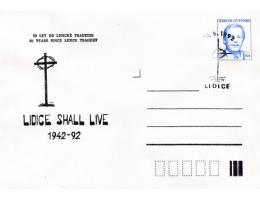 50 LET OD LIDICKÉ TRAGEDIE
50 YEARS SINCE LIDICE TRAGEDY
LIDICE SHALL LIVE
1942-92
ČESKOSLOVENSKO
LIDICE